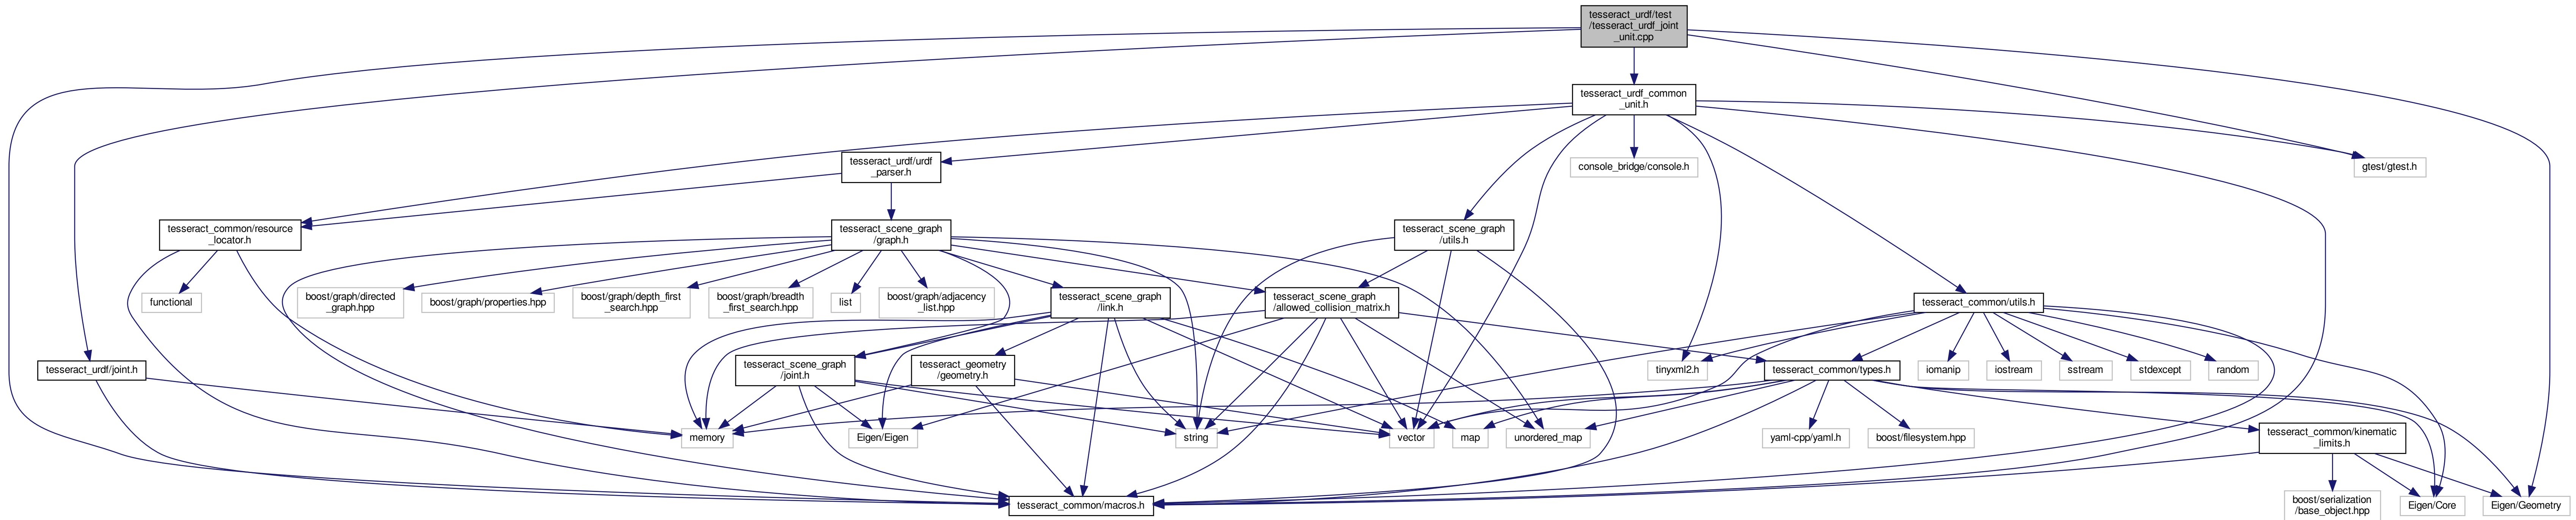 tesseract_urdf/test
/tesseract_urdf_joint
_unit.cpp
tesseract_urdf_common
_unit.h
tesseract_urdf/urdf
_parser.h
console_bridge/console.h
gtest/gtest.h
tesseract_common/resource
_locator.h
tesseract_scene_graph
/graph.h
tesseract_scene_graph
/utils.h
functional
boost/graph/directed
_graph.hpp
boost/graph/properties.hpp
boost/graph/depth_first
_search.hpp
boost/graph/breadth
_first_search.hpp
list
boost/graph/adjacency
_list.hpp
tesseract_scene_graph
/link.h
tesseract_scene_graph
/allowed_collision_matrix.h
tesseract_common/utils.h
tesseract_urdf/joint.h
tesseract_scene_graph
/joint.h
tesseract_geometry
/geometry.h
tinyxml2.h
tesseract_common/types.h
iomanip
iostream
sstream
stdexcept
random
memory
Eigen/Eigen
string
vector
map
unordered_map
yaml-cpp/yaml.h
boost/filesystem.hpp
tesseract_common/kinematic
_limits.h
tesseract_common/macros.h
boost/serialization
/base_object.hpp
Eigen/Core
Eigen/Geometry